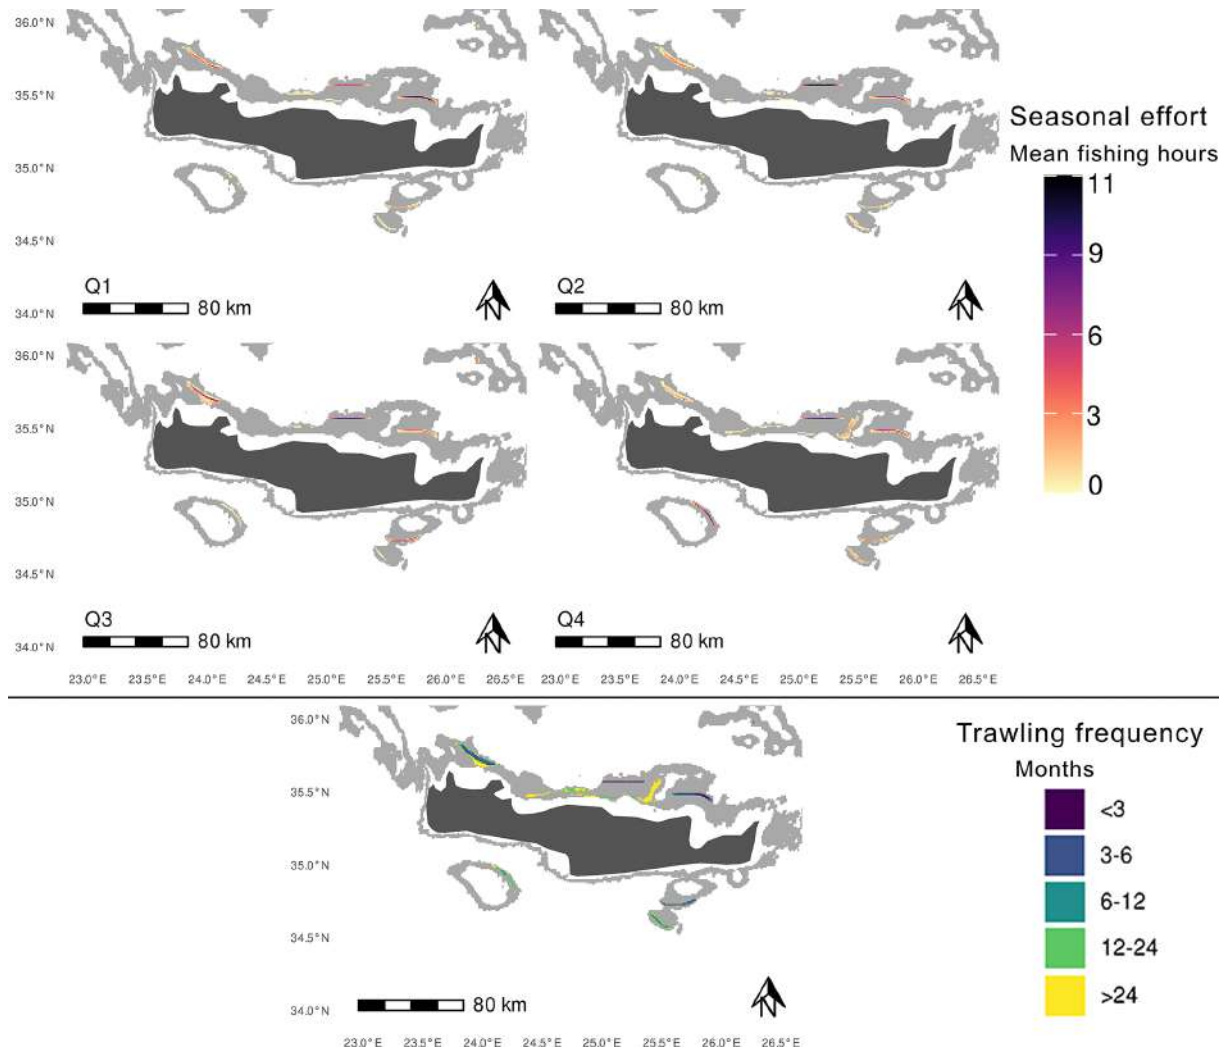 36.0°N
35.5°N
35.0°N
34.5°N
34.0°N
Q1
80 km
N
Q2
80 km
N
Seasonal effort
Mean fishing hours
11
9
6
3
0
36.0°N
35.5°N
35.0°N
34.5°N
34.0°N
Q3
80 km
N
Q4
80 km
N
23.0°E 23.5°E 24.0°E 24.5°E 25.0°E 25.5°E 26.0°E 26.5°E 23.0°E 23.5°E 24.0°E 24.5°E 25.0°E 25.5°E 26.0°E 26.5°E
36.0°N
35.5°N
35.0°N
34.5°N
34.0°N
80 km
N
23.0°E 23.5°E 24.0°E 24.5°E 25.0°E 25.5°E 26.0°E 26.5°E
Trawling frequency
Months
<3
3-6
6-12
12-24
>24